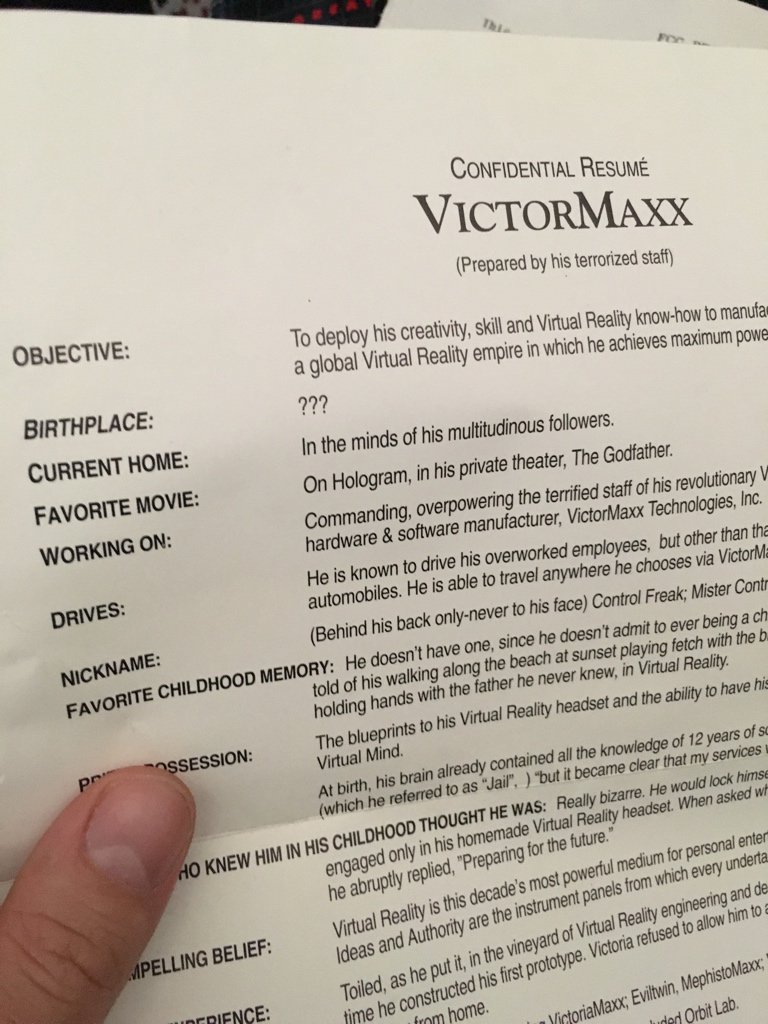 This
FCC
CONFIDENTIAL RESUMÉ
VICTORMAXX
(Prepared by his terrorized staff)
OBJECTIVE: To deploy his creativity, skill and Virtual Reality know-how to
a global Virtual Reality empire in which he achieves maximum
BIRTHPLACE: ???
CURRENT HOME: In the minds of his multitudinous followers.
FAVORITE MOVIE: On Hologram, in his private theater, The Godfather.
WORKING ON: Commanding, overpowering the terrified staff of his revolutionary
hardware & software manufacturer, VictorMaxx Technologies, Inc.
DRIVES: He is known to drive his overworked employees, but other than
automobiles. He is able to travel anywhere he chooses via
NICKNAME: (Behind his back only-never to his face) Control Freak; Mister
FAVORITE CHILDHOOD MEMORY: He doesn't have one, since he doesn't admit to ever being a
told of his walking along the beach at sunset playing fetch with the
holding hands with the father he never knew, in Virtual Reality.
POSSESSION: The blueprints to his Virtual Reality headset and the ability to have his
Virtual Mind.
At birth, his brain already contained all the knowledge of 12 years of
(which he referred to as "Jail", ) "but it became clear that my services
WHO KNEW HIM IN HIS CHILDHOOD THOUGHT HE WAS: Really bizarre. He would lock
engaged only in his homemade Virtual Reality headset. When asked
he abruptly replied, "Preparing for the future."
BELIEF: Virtual Reality is this decade's most powerful medium for personal
Ideas and Authority are the instrument panels from which every
Toiled, as he put it, in the vineyard of Virtual Reality engineering and
time he constructed his first prototype. Victoria refused to allow him to
from home.
VictoriaMaxx; Eviltwin, MephistoMaxx;
Orbit Lab.